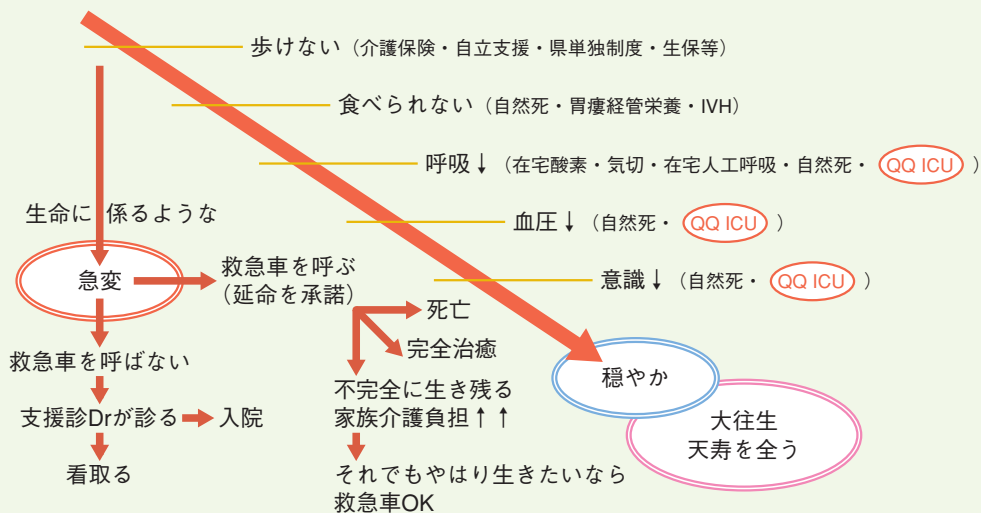 歩けない（介護保険・自立支援・県単独制度・生保等）
食べられない（自然死・胃瘻経管栄養・IVH）
呼吸↓（在宅酸素・気切・在宅人工呼吸・自然死・QQ ICU）
血圧↓（自然死・QQ ICU）
意識↓（自然死・QQ ICU）
生命に係るような
急変
救急車を呼ぶ
（延命を承諾）
救急車を呼ばない
支援診Drが診る
入院
看取る
死亡
完全治癒
不完全に生き残る
家族介護負担↑↑
それでもやはり生きたいなら
救急車OK
穏やか
大往生
天寿を全う